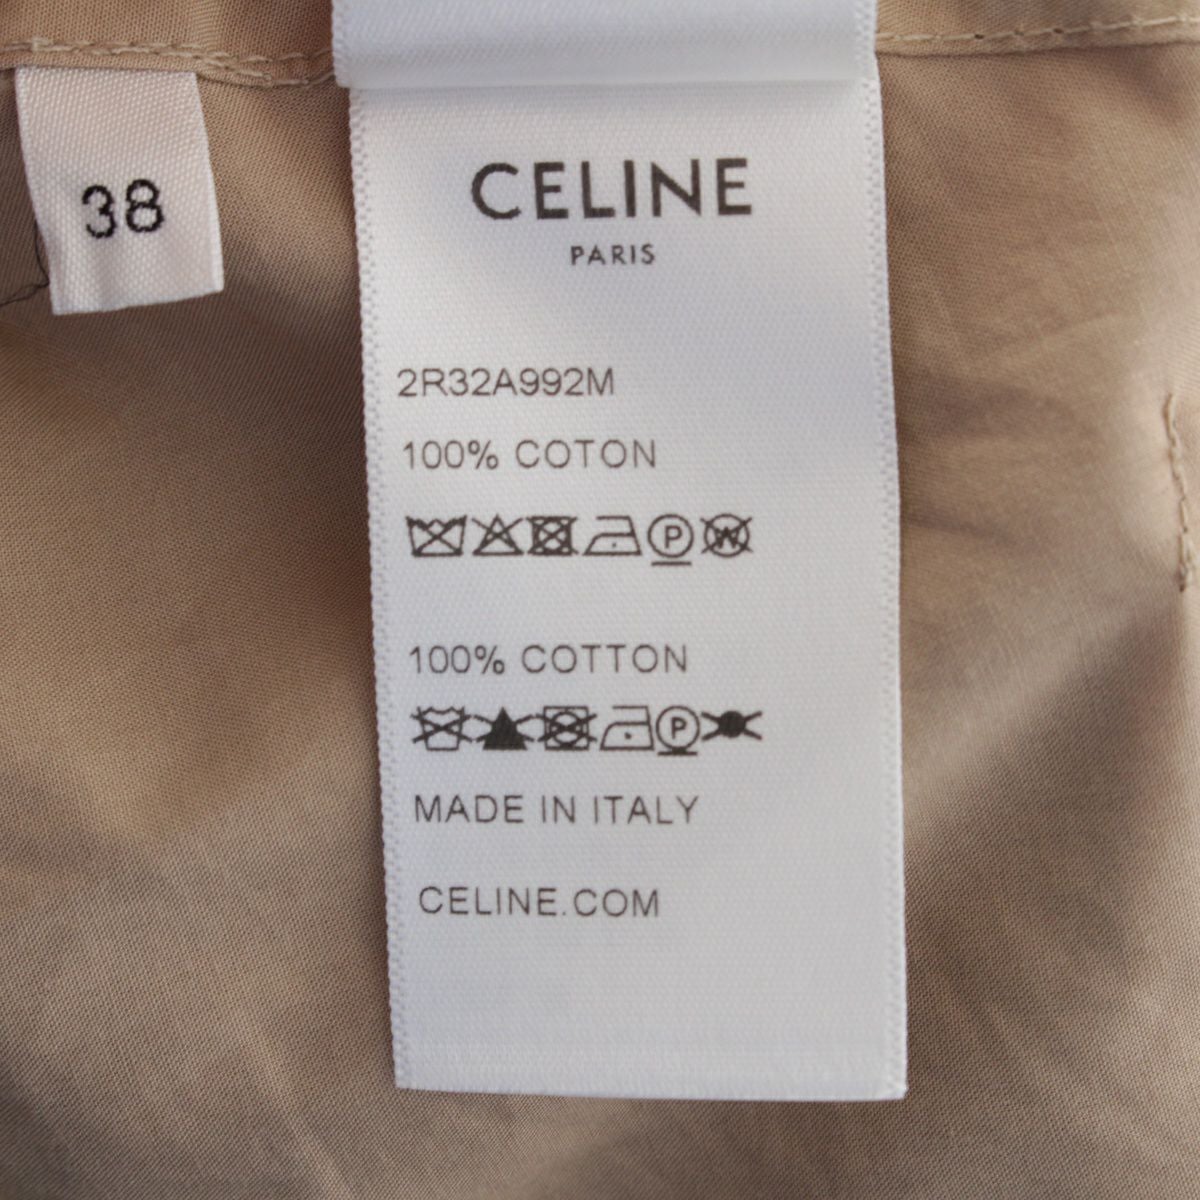 38
CELINE
PARIS
2R32A992M
100% COTON
P W
100% COTTON
P
MADE IN ITALY
CELINE.COM